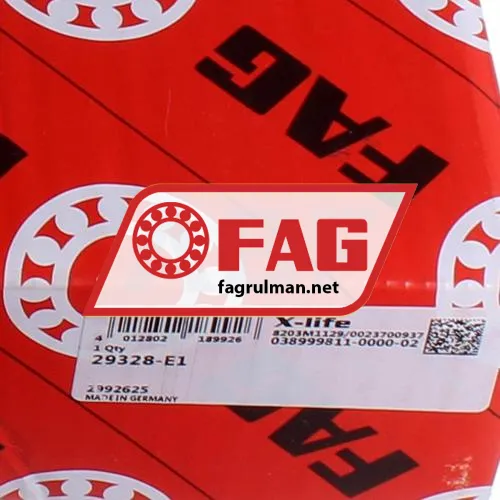 FAG
FAG
FAG
fagrulman.net
X-life
8203M1129/0023700937
038999811-0000-02
4 012802 189926
1 Qty
29328-E1
2992625
MADE IN GERMANY